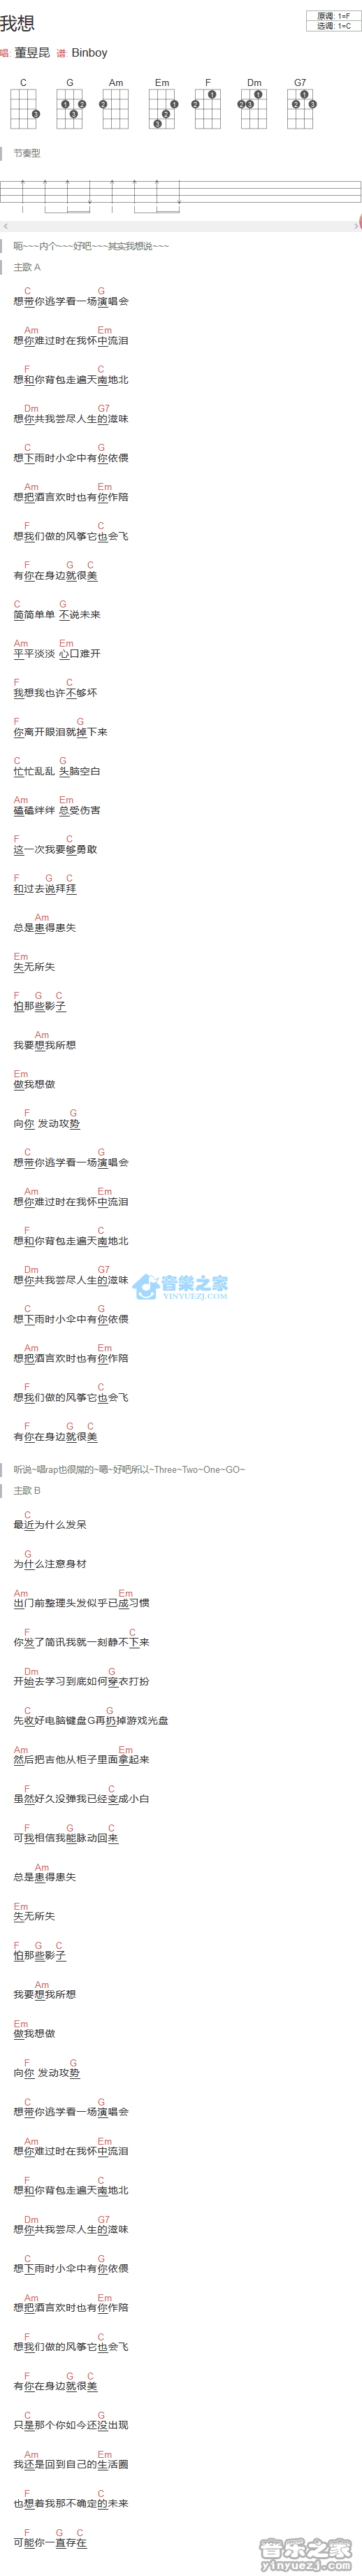 我想
原调: 1=F
选调: 1=C
唱: 董昱昆 谱: Binboy
C G Am Em F Dm G7
3 1 2 3 2 1 2 3 1 2 1 2 3 1 2 3
节奏型
呃~~~内个~~~好吧~~~其实我想说~~~
主歌 A
C G
想带你逃学看一场演唱会
Am Em
想你难过时在我怀中流泪
F C
想和你背包走遍天南地北
Dm G7
想你共我尝尽人生的滋味
C G
想下雨时小伞中有你依偎
Am Em
想把酒言欢时也有你作陪
F C
想我们做的风筝它也会飞
F G C
有你在身边就很美
C G
简简单单 不说未来
Am Em
平平淡淡 心口难开
F C
我想我也许不够坏
F G
你离开眼泪就掉下来
C G
忙忙乱乱 头脑空白
Am Em
磕磕绊绊 总受伤害
F C
这一次我要够勇敢
F G C
和过去说拜拜
Am
总是患得患失
Em
失无所失
F G C
怕那些影子
Am
我要想我所想
Em
做我想做
F G
向你 发动攻势
C G
想带你逃学看一场演唱会
Am Em
想你难过时在我怀中流泪
F C
想和你背包走遍天南地北
Dm G7
想你共我尝尽人生的滋味
C G
想下雨时小伞中有你依偎
Am Em
想把酒言欢时也有你作陪
F C
想我们做的风筝它也会飞
F G C
有你在身边就很美
音樂之家
YINYUEZJ.COM
听说~唱rap也很屌的~嗯~好吧所以~Three~Two~One~GO~
主歌 B
C
最近为什么发呆
G
为什么注意身材
Am Em
出门前整理头发似乎已成习惯
F C
你发了简讯我就一刻静不下来
Dm G
开始去学习到底如何穿衣打扮
C G
先收好电脑键盘G再扔掉游戏光盘
Am Em
然后把吉他从柜子里面拿起来
F C
虽然好久没弹我已经变成小白
F G C
可我相信我能脉动回来
Am
总是患得患失
Em
失无所失
F G C
怕那些影子
Am
我要想我所想
Em
做我想做
F G
向你 发动攻势
C G
想带你逃学看一场演唱会
Am Em
想你难过时在我怀中流泪
F C
想和你背包走遍天南地北
Dm G7
想你共我尝尽人生的滋味
C G
想下雨时小伞中有你依偎
Am Em
想把酒言欢时也有你作陪
F C
想我们做的风筝它也会飞
F G C
有你在身边就很美
C G
只是那个你如今还没出现
Am Em
我还是回到自己的生活圈
F C
也想着我那不确定的未来
F G C
可能你一直存在
音乐之家
yinyuezj.com